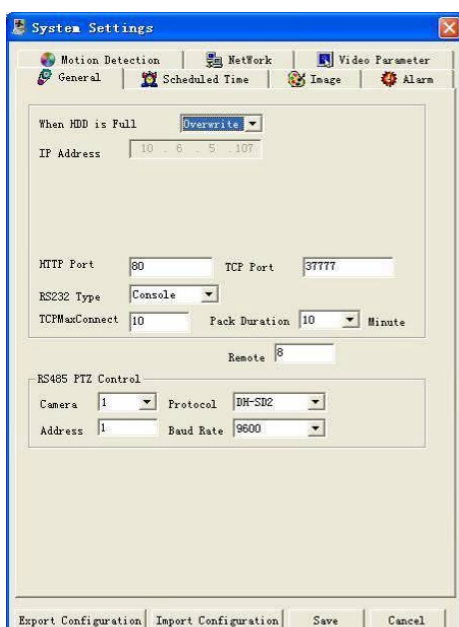 System Settings
Motion Detection NetWork Video Parameter
General Scheduled Time Image Alarm
When HDD is Full Overwrite
IP Address 10 . 6 . 5 .107
HTTP Port 80 TCP Port 37777
RS232 Type Console
TCPMaxConnect 10 Pack Duration 10 Minute
Remote 8
RS485 PTZ Control
Camera 1 Protocol DH-SD2
Address 1 Baud Rate 9600
Export Configuration Import Configuration Save Cancel